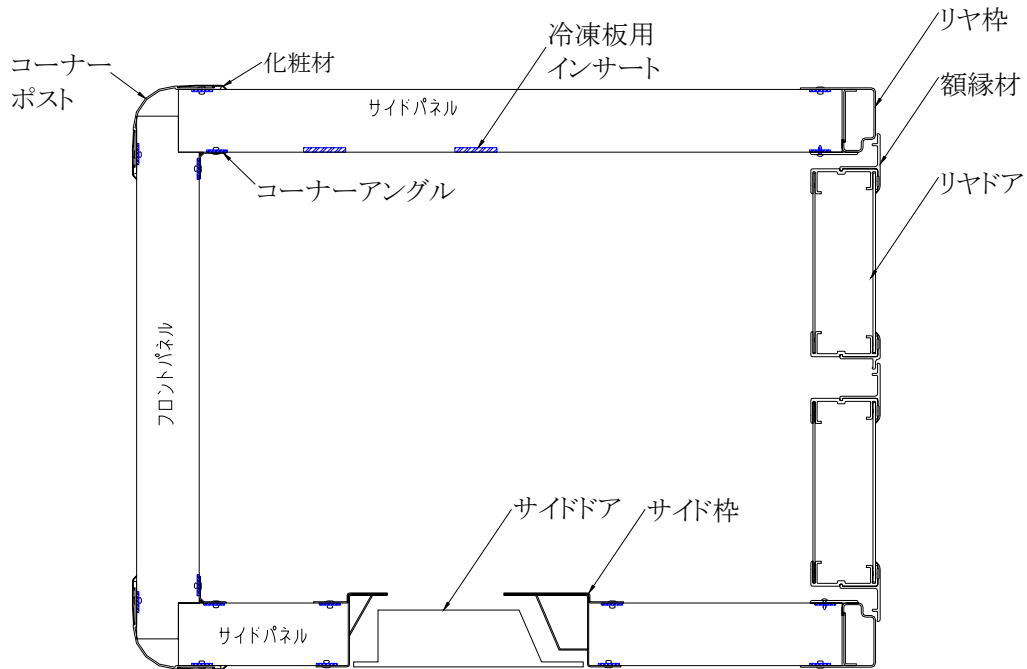 リヤ枠
冷凍板用
インサート
コーナー
ポスト
化粧材
額縁材
サイドパネル
リヤドア
コーナーアングル
フロントパネル
サイドドア
サイド枠
サイドパネル